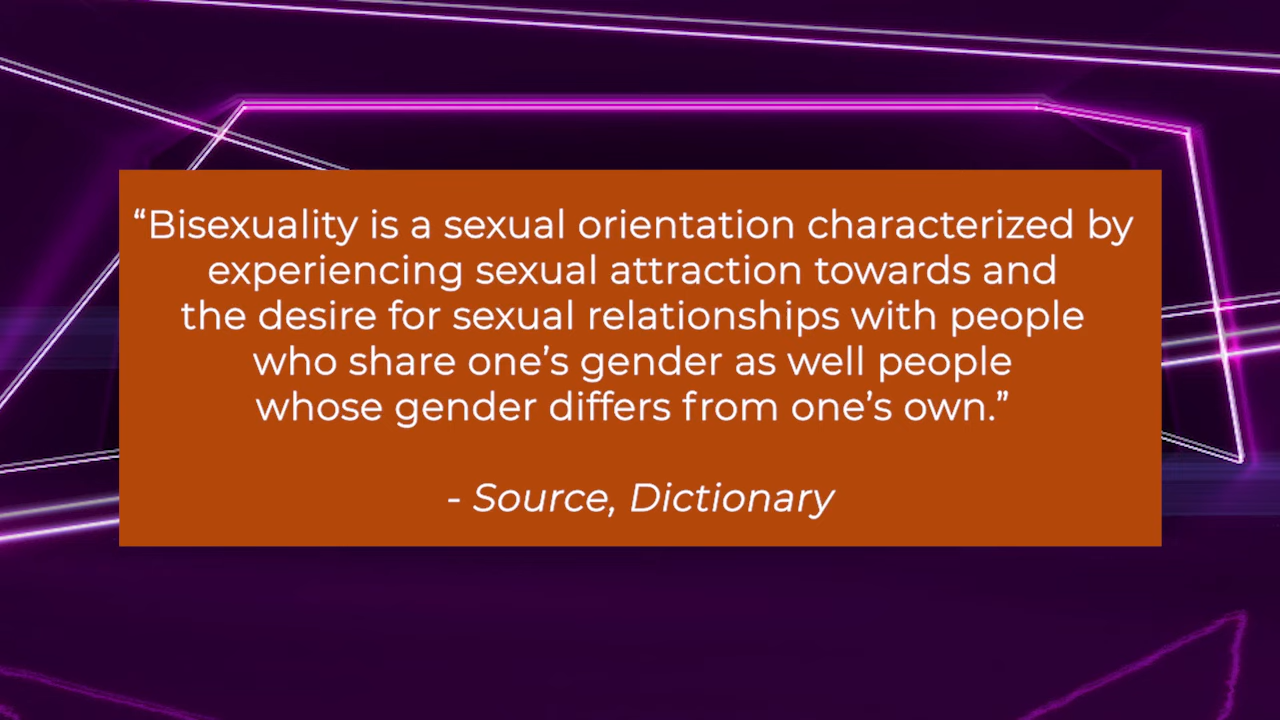 “Bisexuality is a sexual orientation characterized by
experiencing sexual attraction towards and
the desire for sexual relationships with people
who share one’s gender as well people
whose gender differs from one’s own.”
- Source, Dictionary